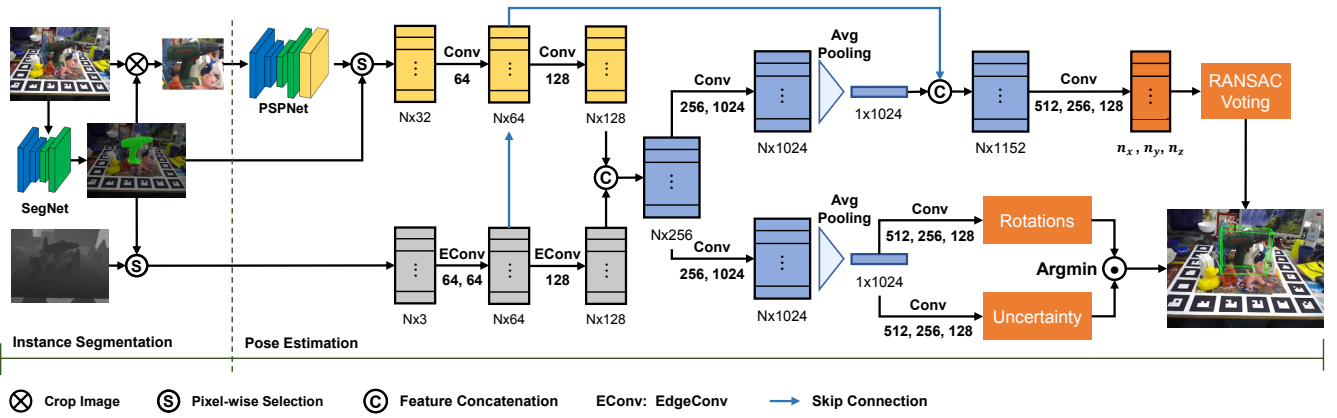 PSPNet
Conv
64
Conv
128
Nx32
Nx64
Nx128
SegNet
EConv
64, 64
EConv
128
Nx3
Nx64
Nx128
Nx256
Conv
256, 1024
Nx1024
Avg
Pooling
1x1024
Nx1152
Conv
512, 256, 128
nx , ny , nz
RANSAC
Voting
Conv
256, 1024
Nx1024
Avg
Pooling
1x1024
Conv
512, 256, 128
Rotations
Conv
512, 256, 128
Uncertainty
Argmin
Instance Segmentation
Pose Estimation
S
S
C
C
S Pixel-wise Selection
Crop Image
C Feature Concatenation
EConv: EdgeConv
Skip Connection